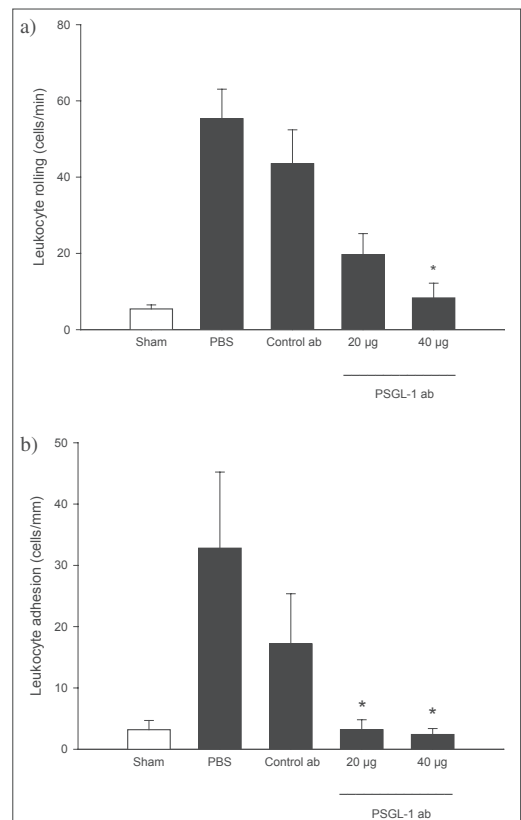 a)
80
60
40
20
0
Leukocyte rolling (cells/min)
*
Sham PBS Control ab 20 µg 40 µg
PSGL-1 ab
b)
50
40
30
20
10
0
Leukocyte adhesion (cells/mm)
* *
Sham PBS Control ab 20 µg 40 µg
PSGL-1 ab